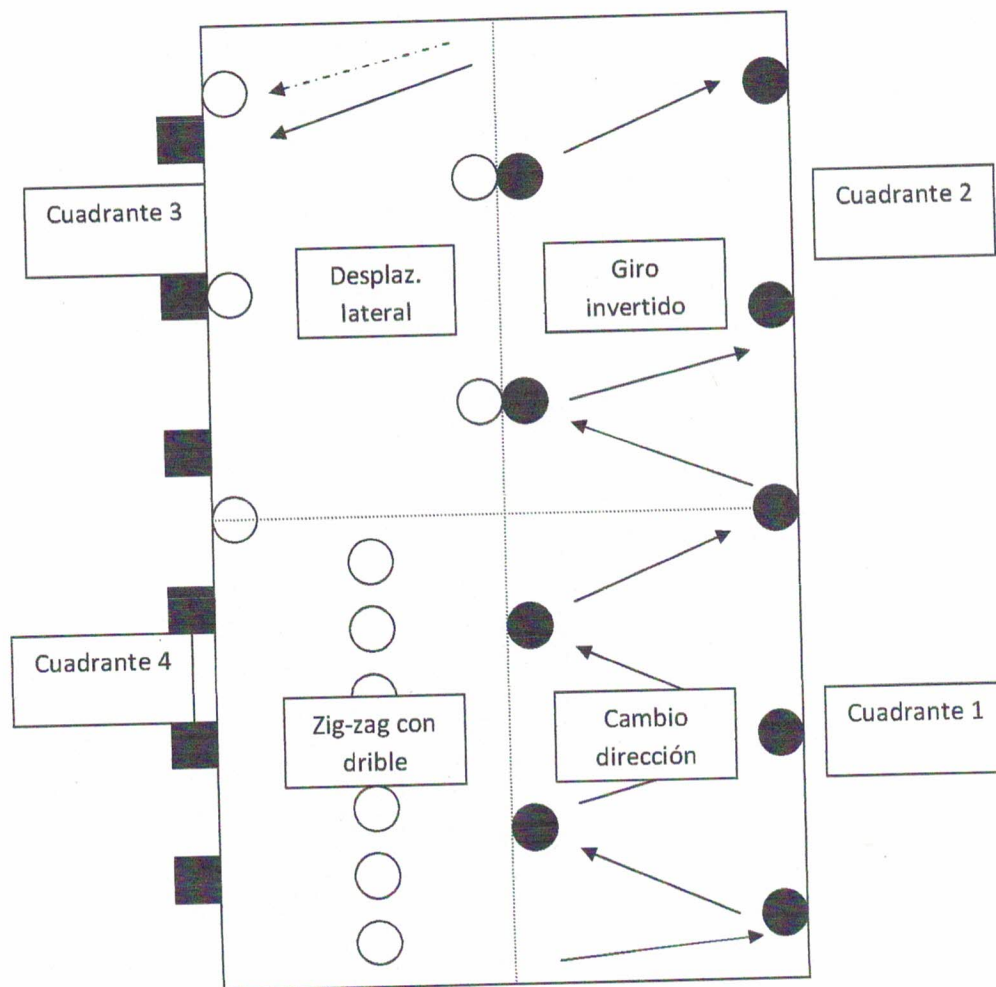 Cuadrante 3
Cuadrante 2
Desplaz.
lateral
Giro
invertido
Cuadrante 4
Cuadrante 1
Zig-zag con
drible
Cambio
dirección